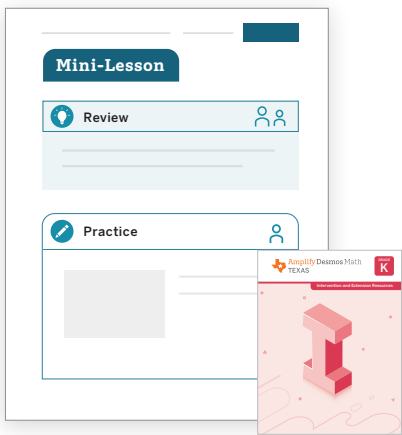 Mini-Lesson
Review
Practice
Amplify Desmos Math
TEXAS
GRADE
K
Intervention and Extension Resources